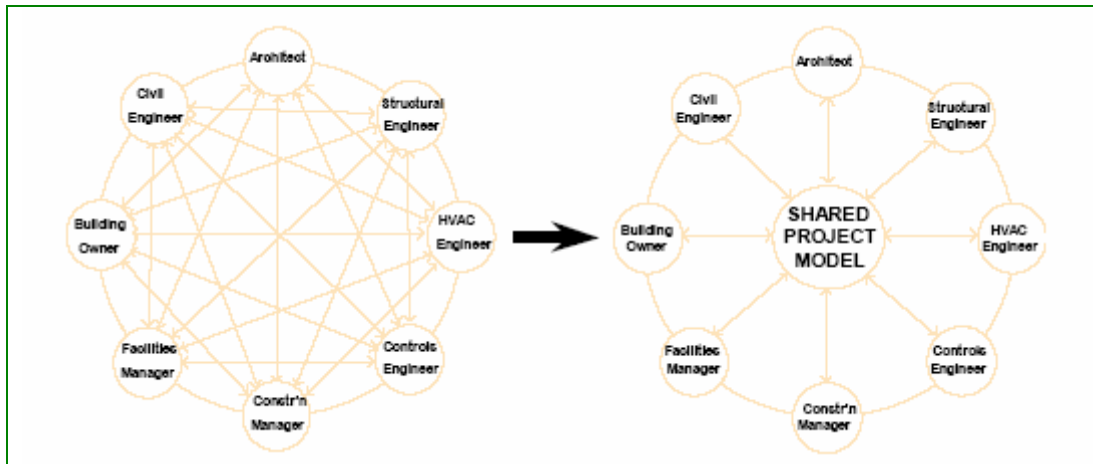 Architect
Civil
Engineer
Structural
Engineer
Building
Owner
HVAC
Engineer
Facilities
Manager
Controls
Engineer
Constr'n
Manager
Architect
Civil
Engineer
Structural
Engineer
Building
Owner
SHARED
PROJECT
MODEL
HVAC
Engineer
Facilities
Manager
Controls
Engineer
Constr'n
Manager